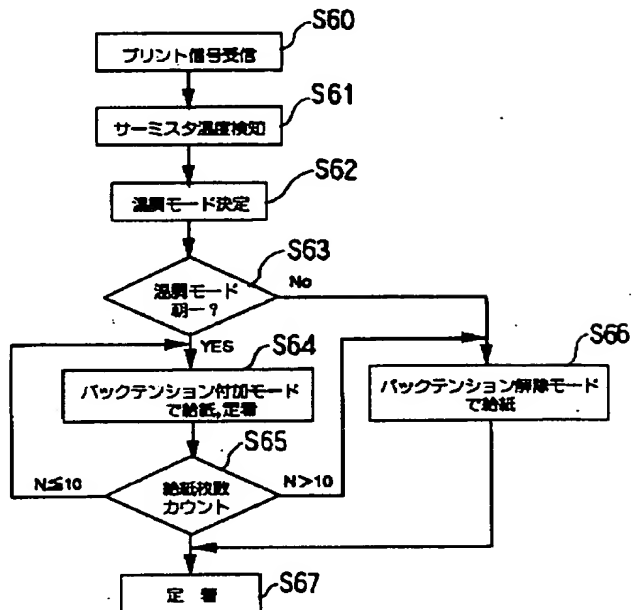 S60
プリント信号受信
S61
サーミスタ温度検知
S62
温調モード決定
S63
温調モード
朝一?
No
YES
S64
バックテンション付加モード
で給紙,定着
S66
バックテンション解除モード
で給紙
S65
給紙枚数
カウント
N≦10
N>10
S67
定 着